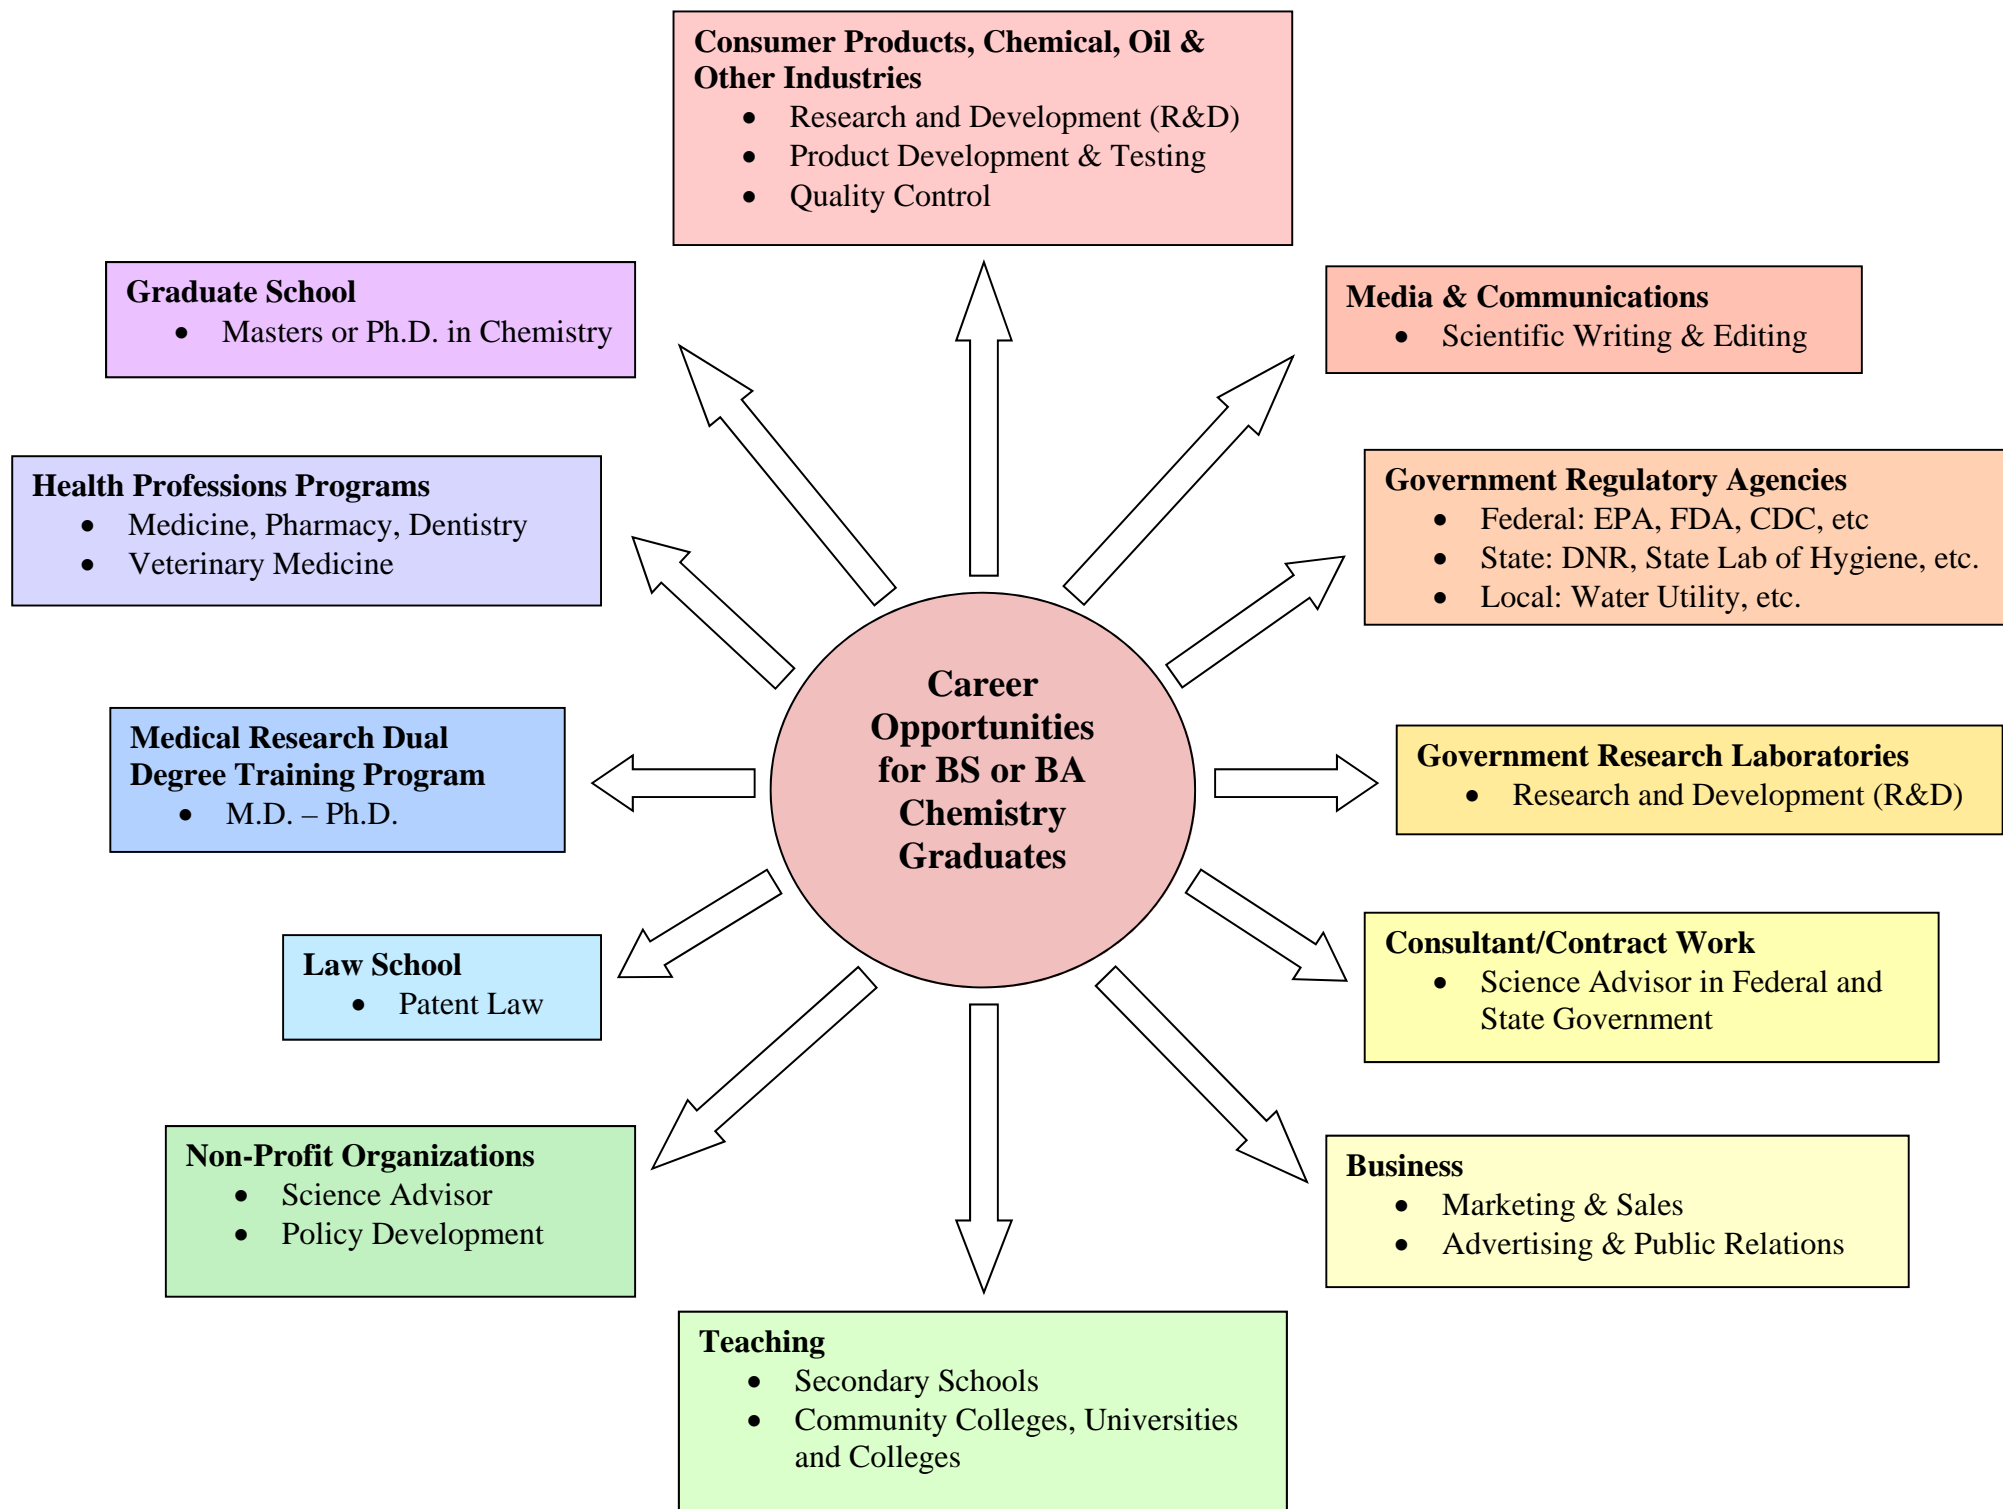 Consumer Products, Chemical, Oil &
Other Industries
• Research and Development (R&D)
• Product Development & Testing
• Quality Control
Graduate School
• Masters or Ph.D. in Chemistry
Media & Communications
• Scientific Writing & Editing
Health Professions Programs
• Medicine, Pharmacy, Dentistry
• Veterinary Medicine
Government Regulatory Agencies
• Federal: EPA, FDA, CDC, etc
• State: DNR, State Lab of Hygiene, etc.
• Local: Water Utility, etc.
Career
Opportunities
for BS or BA
Chemistry
Graduates
Medical Research Dual
Degree Training Program
• M.D. – Ph.D.
Government Research Laboratories
• Research and Development (R&D)
Law School
• Patent Law
Consultant/Contract Work
• Science Advisor in Federal and
State Government
Non-Profit Organizations
• Science Advisor
• Policy Development
Business
• Marketing & Sales
• Advertising & Public Relations
Teaching
• Secondary Schools
• Community Colleges, Universities
and Colleges